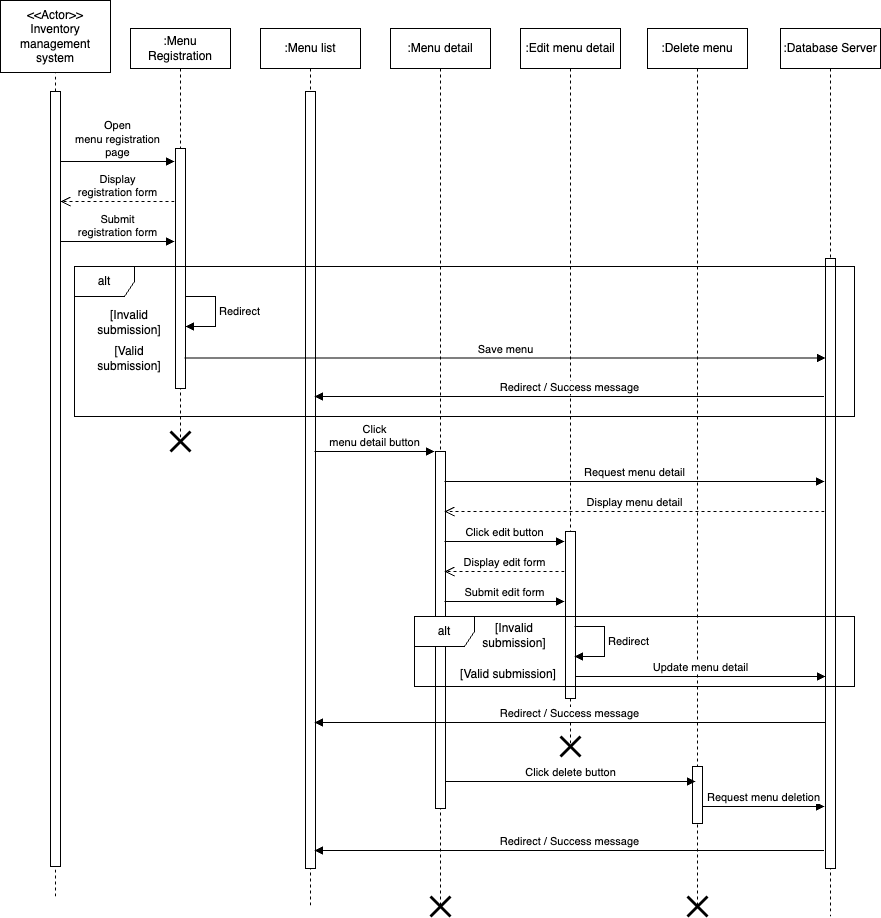 <<Actor>>
Inventory
management
system
:Menu
Registration
:Menu list
:Menu detail
:Edit menu detail
:Delete menu
:Database Server
Open
menu registration
page
Display
registration form
Submit
registration form
alt
[Invalid
submission]
Redirect
[Valid
submission]
Save menu
Redirect / Success message
Click
menu detail button
Request menu detail
Display menu detail
Click edit button
Display edit form
Submit edit form
alt
[Invalid
submission]
Redirect
[Valid submission]
Update menu detail
Redirect / Success message
Click delete button
Request menu deletion
Redirect / Success message